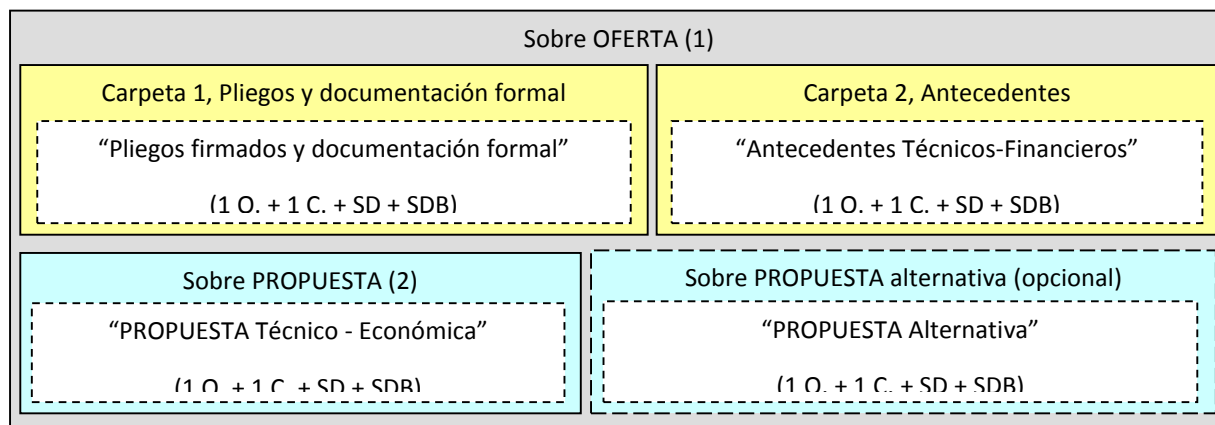 Sobre OFERTA (1)
Carpeta 1, Pliegos y documentación formal
“Pliegos firmados y documentación formal”
(1 O. + 1 C. + SD + SDB)
Carpeta 2, Antecedentes
“Antecedentes Técnicos-Financieros”
(1 O. + 1 C. + SD + SDB)
Sobre PROPUESTA (2)
“PROPUESTA Técnico - Económica”
(1 O. + 1 C. + SD + SDB)
Sobre PROPUESTA alternativa (opcional)
“PROPUESTA Alternativa”
(1 O. + 1 C. + SD + SDB)